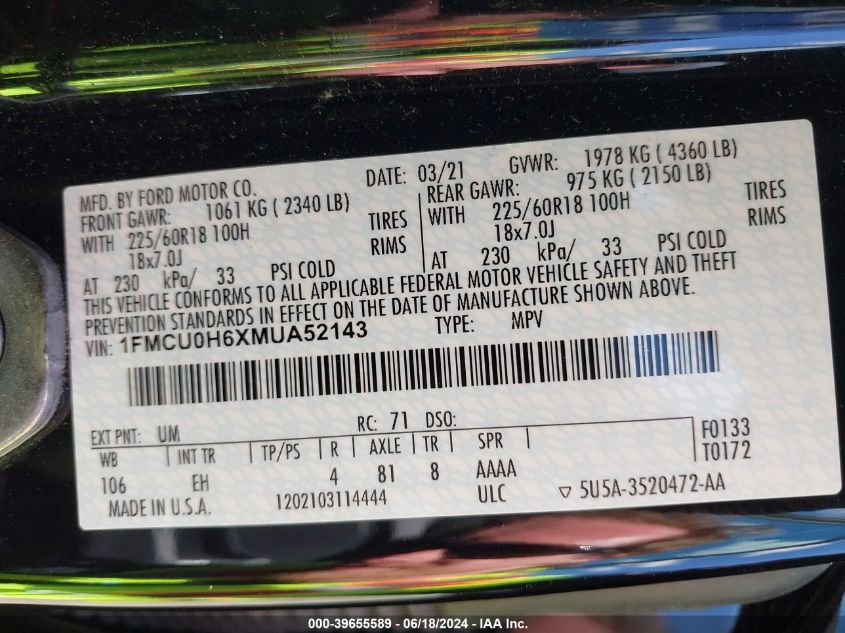 MFD. BY FORD MOTOR CO. DATE: 03/21 GVWR: 1978 KG ( 4360 LB)
FRONT GAWR: 1061 KG ( 2340 LB) REAR GAWR: 975 KG ( 2150 LB)
WITH 225/60R18 100H TIRES WITH 225/60R18 100H TIRES
18x7.0J RIMS 18x7.0J RIMS
AT 230 kPa/ 33 PSI COLD AT 230 kPa/ 33 PSI COLD
THIS VEHICLE CONFORMS TO ALL APPLICABLE FEDERAL MOTOR VEHICLE SAFETY AND THEFT
PREVENTION STANDARDS IN EFFECT ON THE DATE OF MANUFACTURE SHOWN ABOVE.
VIN: 1FMCU0H6XMUA52143 TYPE: MPV
EXT PNT: UM RC: 71 DSO:
WB INT TR TP/PS R AXLE TR SPR F0133
106 EH 4 81 8 AAAA T0172
MADE IN U.S.A. 1202103114444 ULC ▽ 5U5A-3520472-AA
000-39655589 - 06/18/2024 - IAA, Inc.